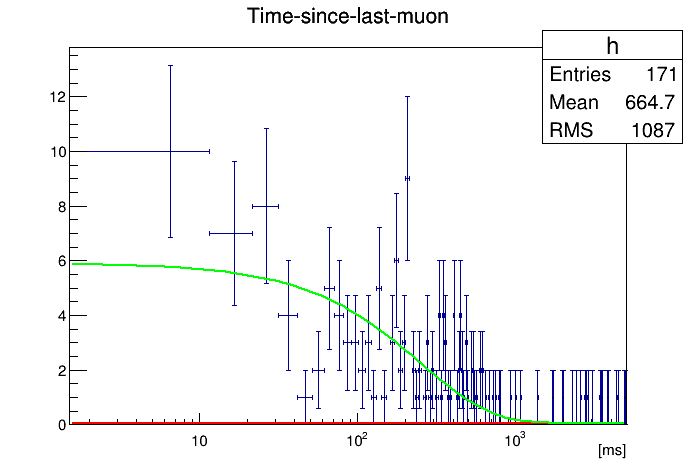 Time-since-last-muon
h
Entries 171
Mean 664.7
RMS 1087
12
10
8
6
4
2
0
10 10² 10³
[ms]